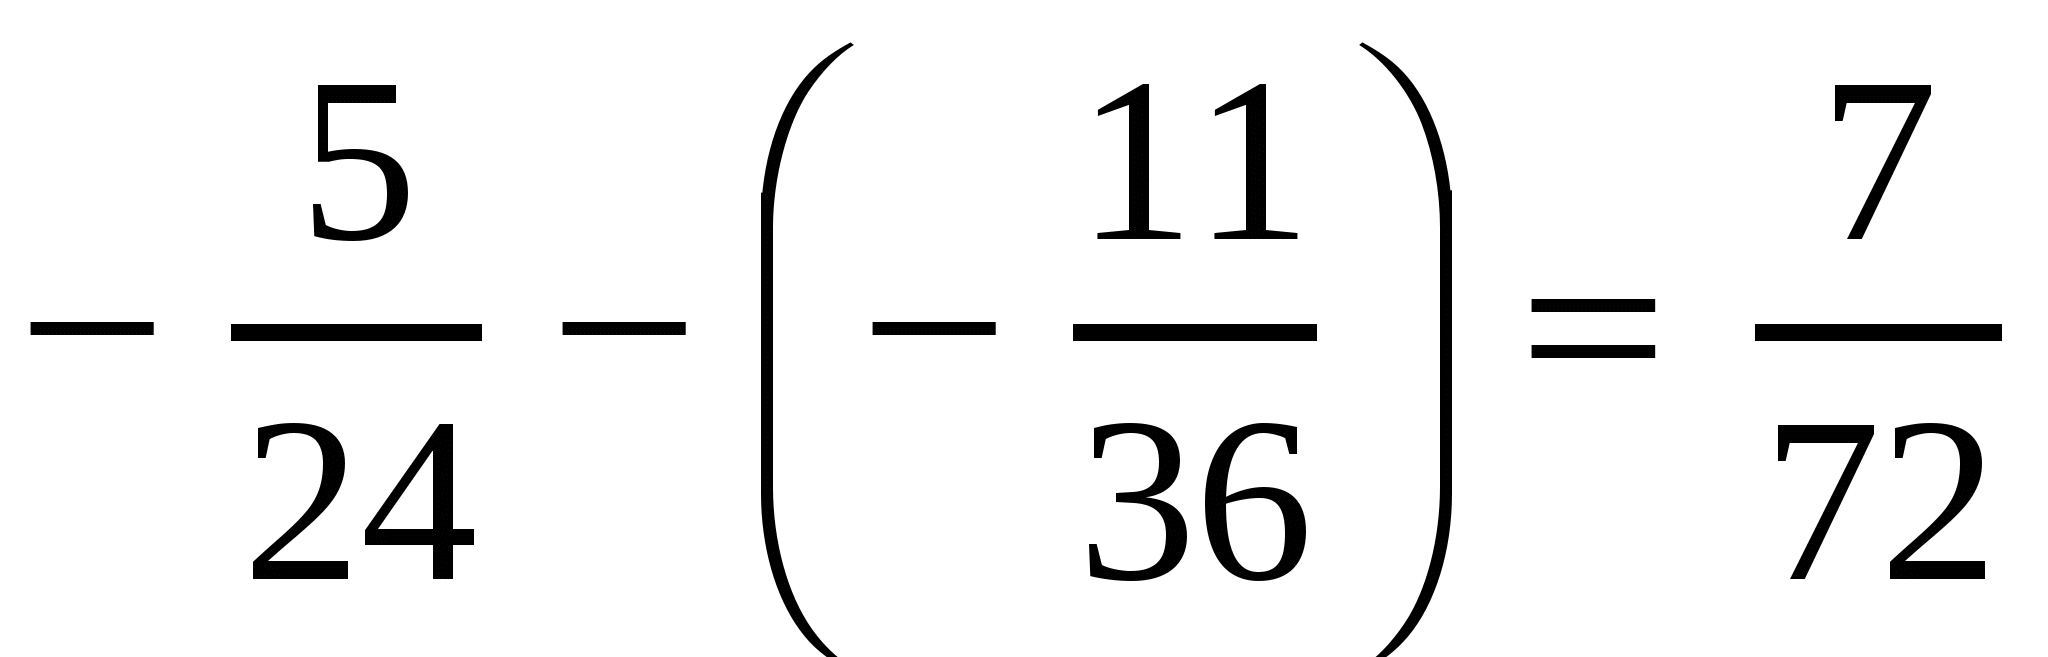 − 5/24 − (− 11/36) = 7/72